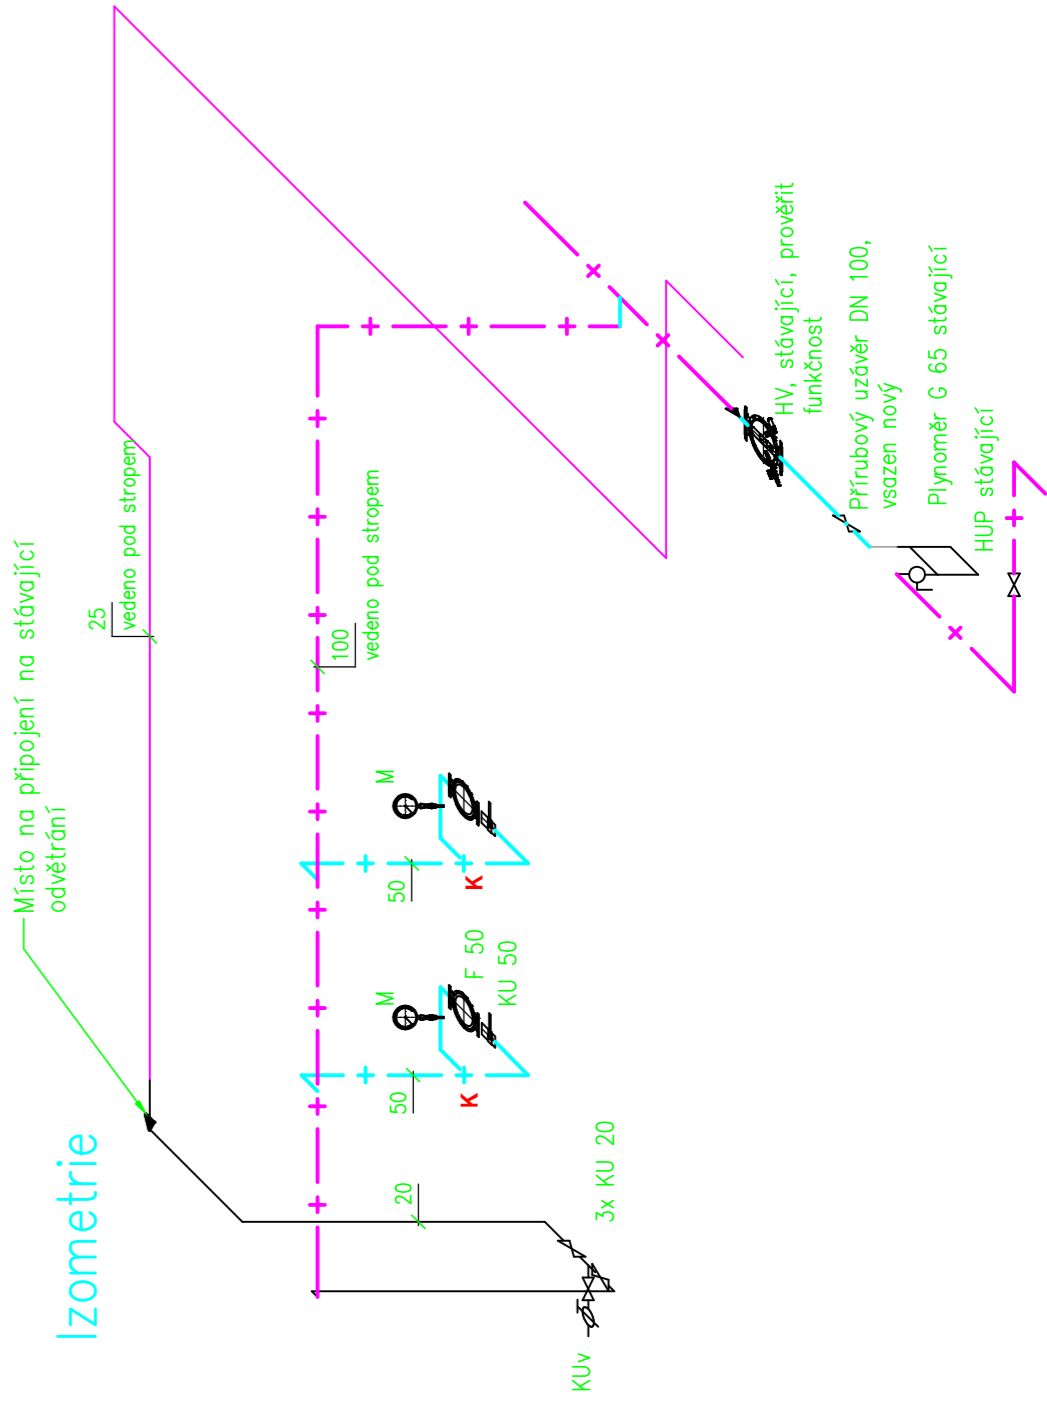 Izometrie
Místo na připojení na stávající
odvětrání
25
vedeno pod stropem
100
vedeno pod stropem
M
50
K
M
50
K
F 50
KU 50
20
3x KU 20
KUv
HV, stávající, prověřit
funkčnost
Přírubový uzávěr DN 100,
vsazen nový
Plynoměr G 65 stávající
HUP stávající